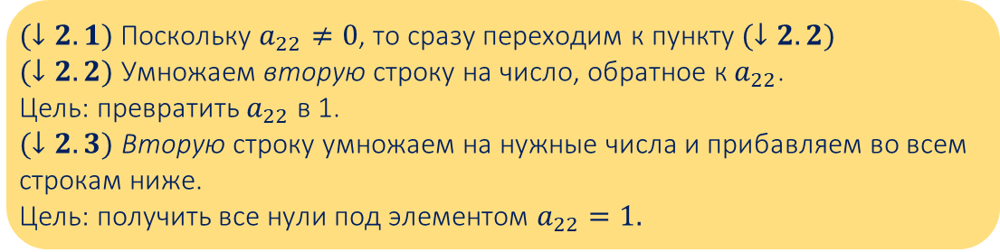 (↓ 2.1) Поскольку a₂₂ ≠ 0, то сразу переходим к пункту (↓ 2.2)
(↓ 2.2) Умножаем вторую строку на число, обратное к a₂₂.
Цель: превратить a₂₂ в 1.
(↓ 2.3) Вторую строку умножаем на нужные числа и прибавляем во всем
строкам ниже.
Цель: получить все нули под элементом a₂₂ = 1.